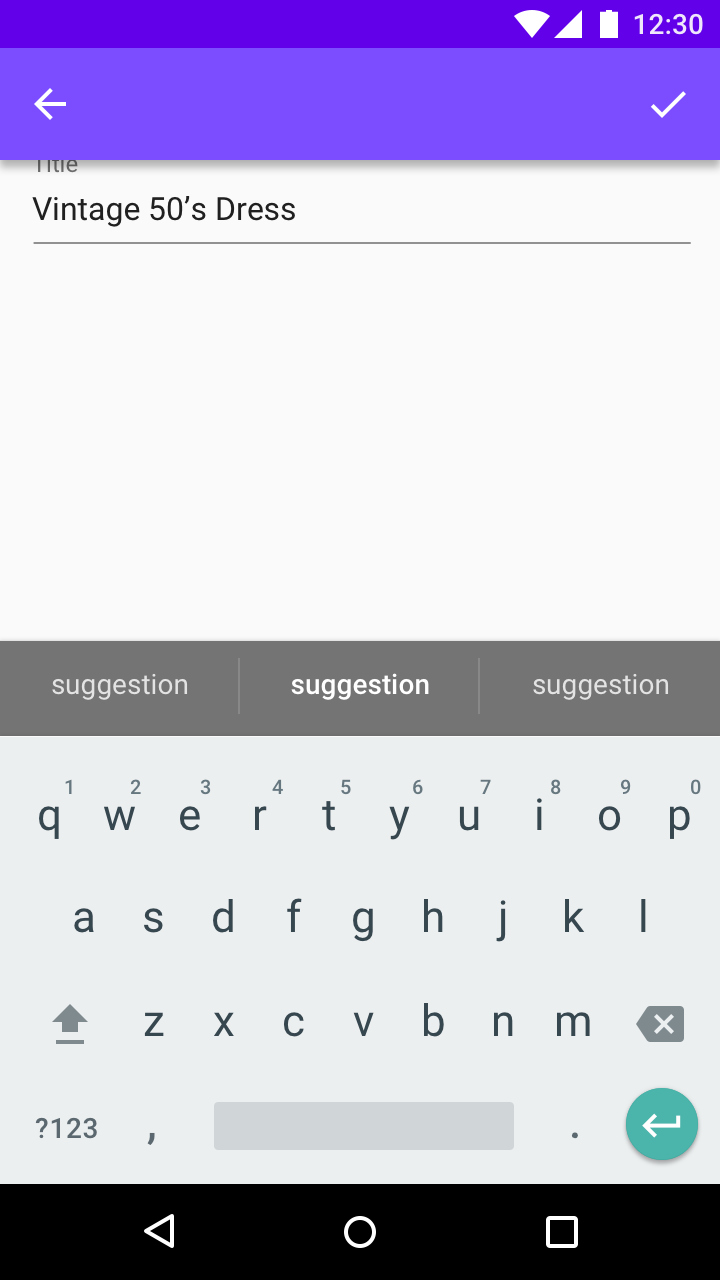 12:30
Title
Vintage 50’s Dress
suggestion suggestion suggestion
1 2 3 4 5 6 7 8 9 0
q w e r t y u i o p
a s d f g h j k l
z x c v b n m
?123 , .